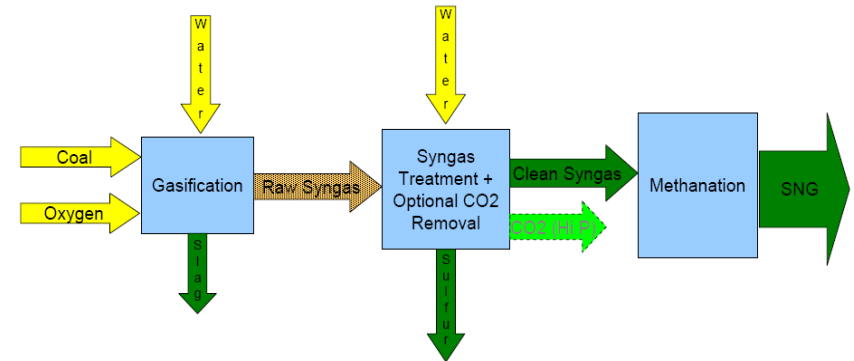 Water
Water
Coal
Oxygen
Gasification
Raw Syngas
Syngas
Treatment +
Optional CO2
Removal
Clean Syngas
CO2 (Hi P)
Methanation
SNG
Slag
Sulfur